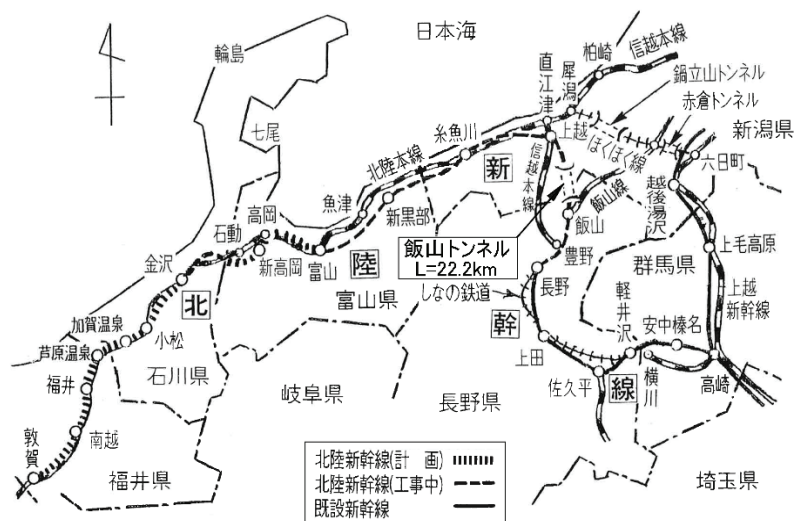 日本海
輪島
七尾
柏崎
信越本線
犀潟
直江津
鍋立山トンネル
赤倉トンネル
新潟県
上越
ほくほく線
六日町
糸魚川
北陸本線
新
信越本線
飯山線
越後湯沢
魚津
新黒部
飯山
高岡
石動
飯山トンネル
L=22.2km
豊野
上毛高原
群馬県
金沢
新高岡
富山
陸
富山県
長野
しなの鉄道
北
幹
軽井沢
上越新幹線
安中榛名
加賀温泉
小松
芦原温泉
石川県
上田
福井
岐阜県
長野県
佐久平
線
横川
高崎
敦賀
南越
福井県
北陸新幹線(計 画)
北陸新幹線(工事中)
既設新幹線
埼玉県